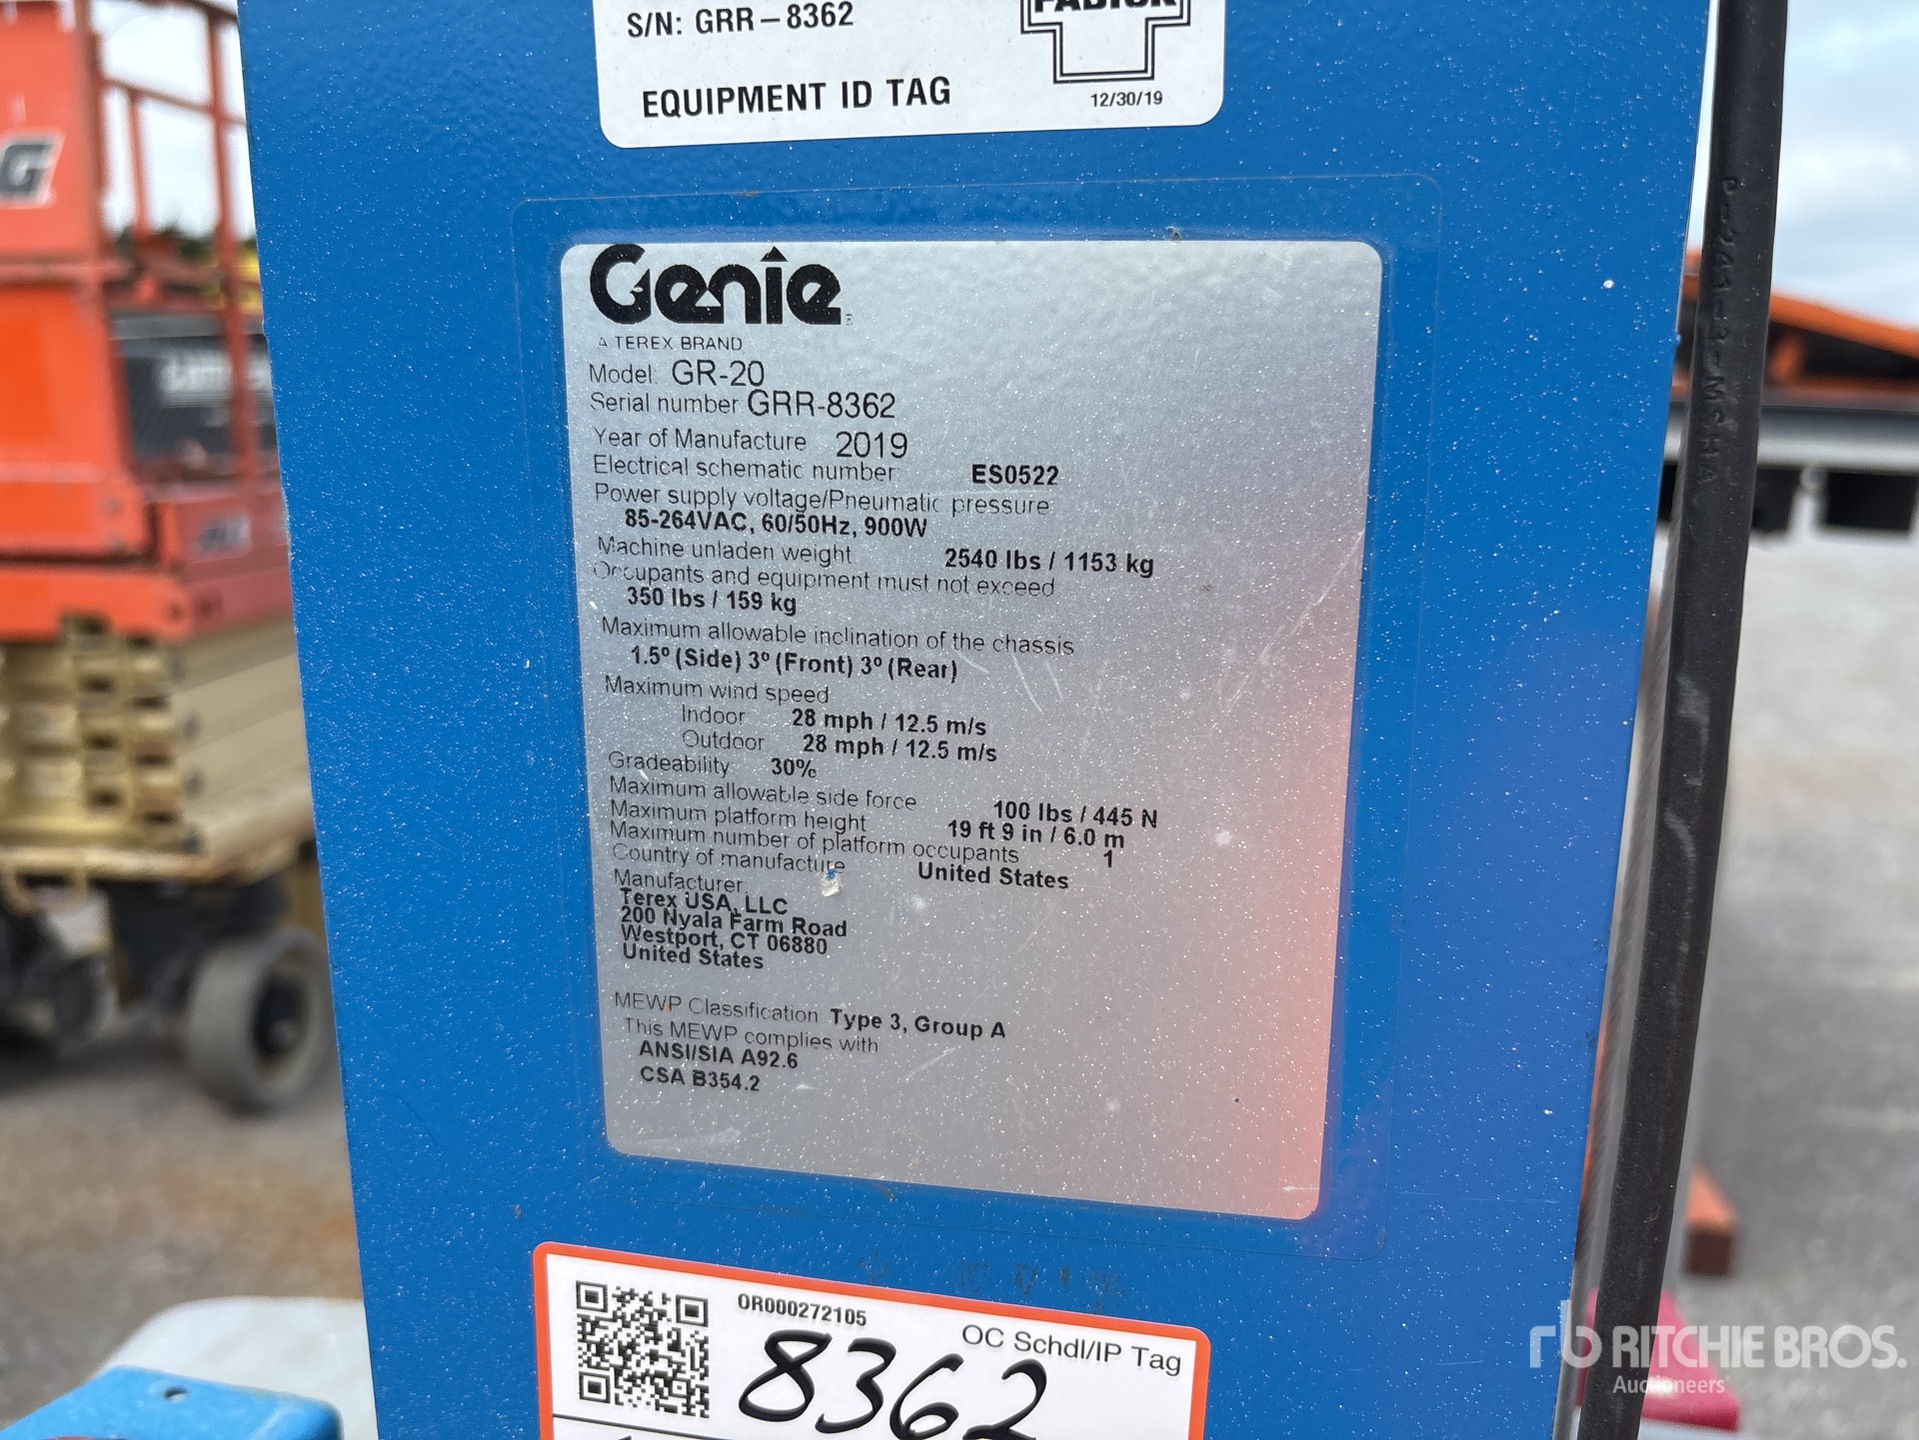 S/N: GRR – 8362
EQUIPMENT ID TAG
12/30/19
Genie
A TEREX BRAND
Model: GR-20
Serial number GRR-8362
Year of Manufacture 2019
Electrical schematic number: ES0522
Power supply voltage/Pneumatic pressure:
85-264VAC, 60/50Hz, 900W
Machine unladen weight 2540 lbs / 1153 kg
Occupants and equipment must not exceed
350 lbs / 159 kg
Maximum allowable inclination of the chassis
1.5º (Side) 3º (Front) 3º (Rear)
Maximum wind speed
Indoor 28 mph / 12.5 m/s
Outdoor 28 mph / 12.5 m/s
Gradeability: 30%
Maximum allowable side force 100 lbs / 445 N
Maximum platform height 19 ft 9 in / 6.0 m
Maximum number of platform occupants 1
Country of manufacture United States
Manufacturer:
Terex USA, LLC
200 Nyala Farm Road
Westport, CT 06880
United States
MEWP Classification Type 3, Group A
This MEWP complies with
ANSI/SIA A92.6
CSA B354.2
OR000272105
OC Schdl/IP Tag
8362
P-241-3-MSHA
rb RITCHIE BROS.
Auctioneers